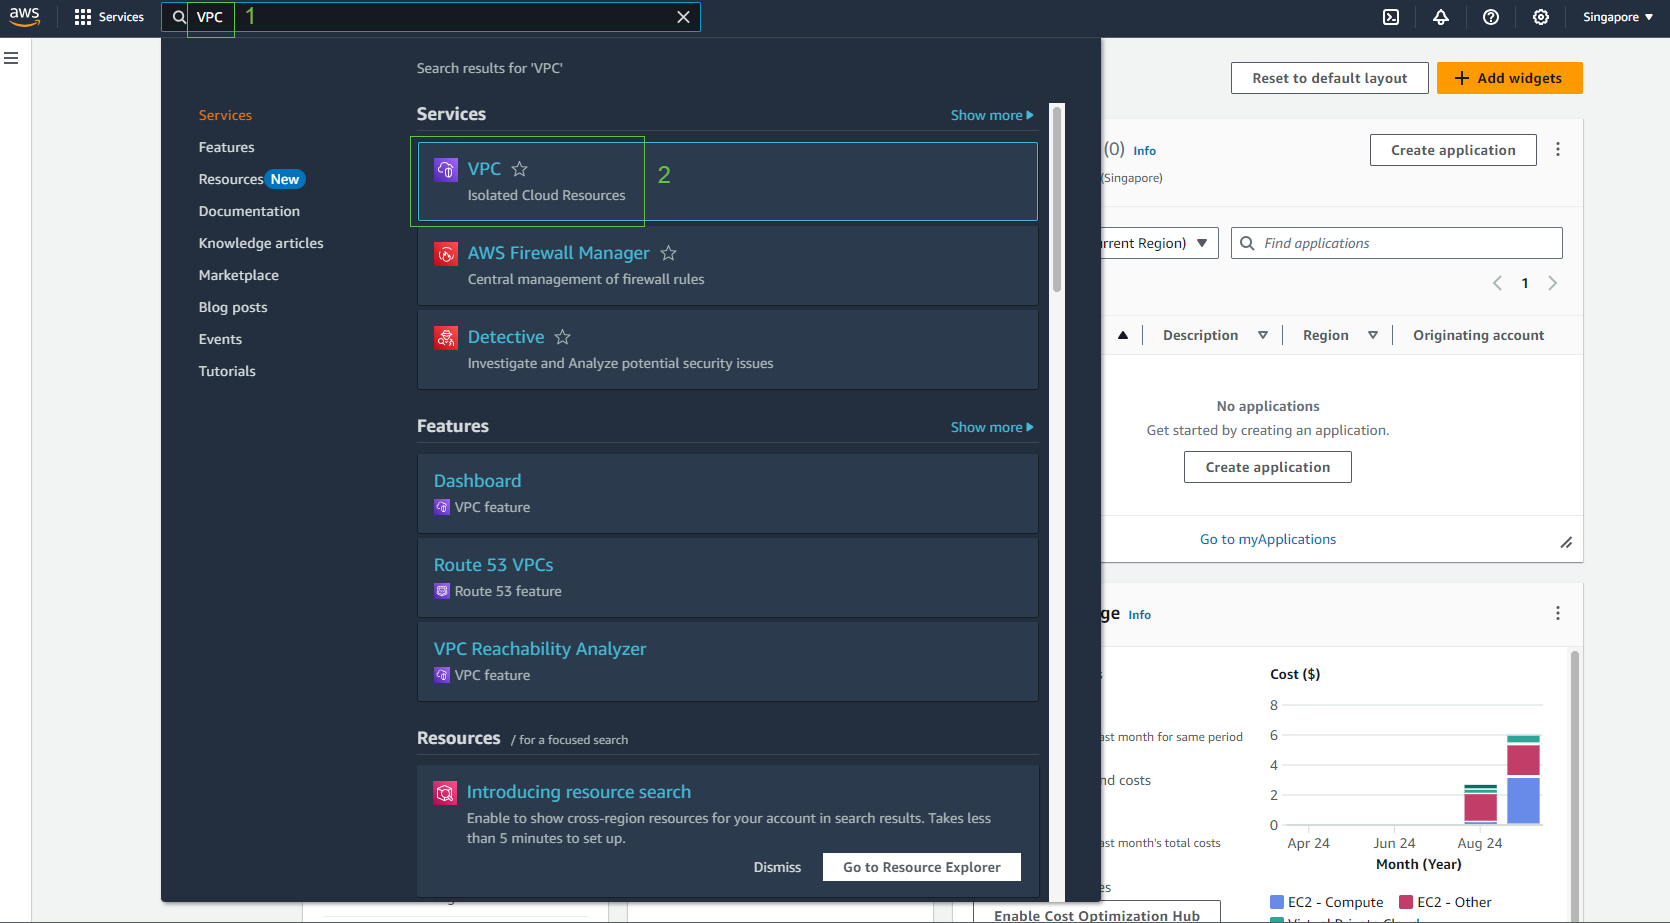 aws
Services
VPC
1
Singapore
Search results for 'VPC'
Services
Features
Resources New
Documentation
Knowledge articles
Marketplace
Blog posts
Events
Tutorials
Services
Show more
VPC
Isolated Cloud Resources
2
AWS Firewall Manager
Central management of firewall rules
Detective
Investigate and Analyze potential security issues
Features
Show more
Dashboard
VPC feature
Route 53 VPCs
Route 53 feature
VPC Reachability Analyzer
VPC feature
Resources / for a focused search
Introducing resource search
Enable to show cross-region resources for your account in search results. Takes less
than 5 minutes to set up.
Dismiss
Go to Resource Explorer
Reset to default layout
+ Add widgets
(0) Info
(Singapore)
Create application
Region)
Find applications
1
Description
Region
Originating account
No applications
Get started by creating an application.
Create application
Go to myApplications
Info
month for same period
costs
month's total costs
Enable Cost Optimization Hub
Cost ($)
8
6
4
2
0
Apr 24
Jun 24
Aug 24
Month (Year)
EC2 - Compute
EC2 - Other